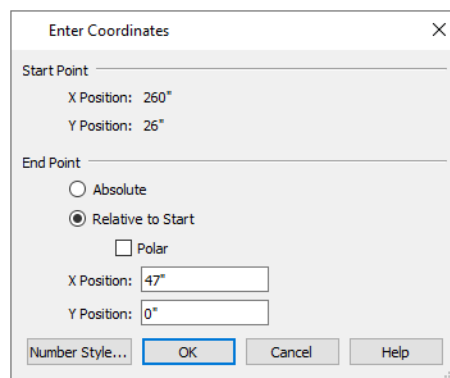 Enter Coordinates
Start Point
X Position: 260"
Y Position: 26"
End Point
Absolute
Relative to Start
Polar
X Position: 47"
Y Position: 0"
Number Style... OK Cancel Help